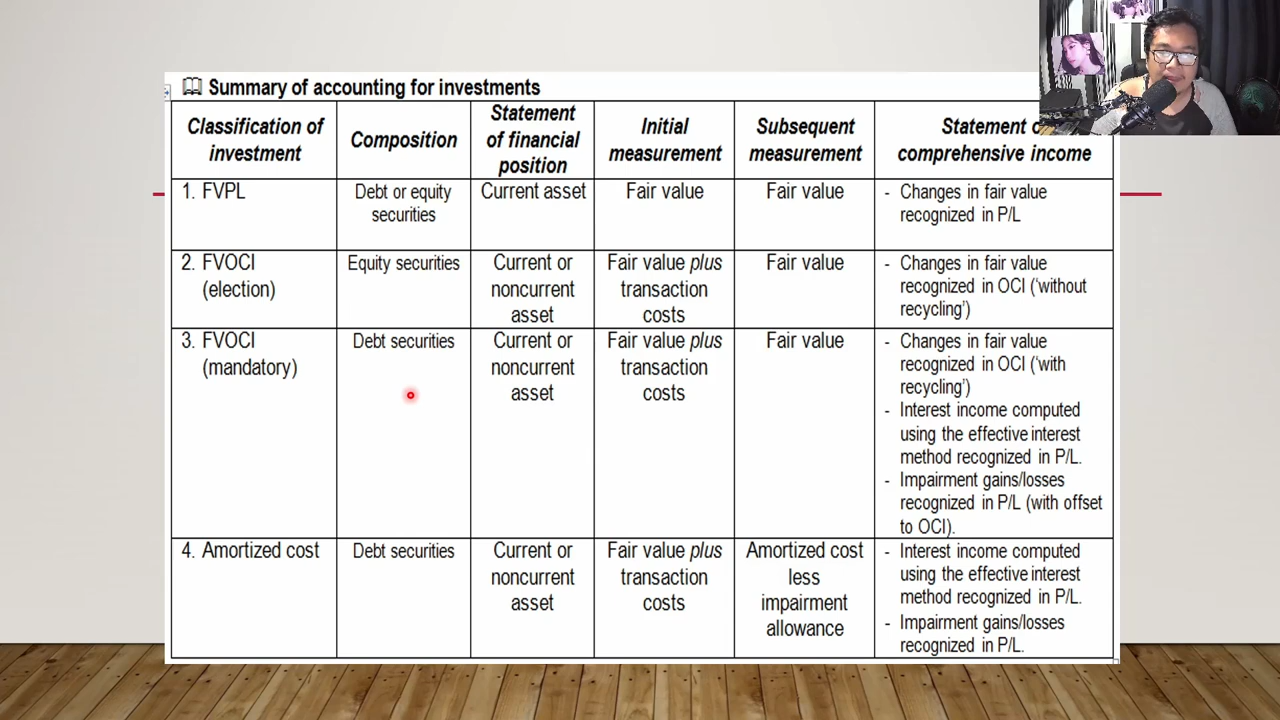 Summary of accounting for investments
Classification of
investment
Composition
Statement
of financial
position
Initial
measurement
Subsequent
measurement
Statement o
comprehensive income
1. FVPL
Debt or equity
securities
Current asset
Fair value
Fair value
- Changes in fair value
recognized in P/L
2. FVOCI
(election)
Equity securities
Current or
noncurrent
asset
Fair value plus
transaction
costs
Fair value
- Changes in fair value
recognized in OCI (‘without
recycling’)
3. FVOCI
(mandatory)
Debt securities
Current or
noncurrent
asset
Fair value plus
transaction
costs
Fair value
- Changes in fair value
recognized in OCI (‘with
recycling’)
- Interest income computed
using the effective interest
method recognized in P/L.
- Impairment gains/losses
recognized in P/L (with offset
to OCI).
4. Amortized cost
Debt securities
Current or
noncurrent
asset
Fair value plus
transaction
costs
Amortized cost
less
impairment
allowance
- Interest income computed
using the effective interest
method recognized in P/L.
- Impairment gains/losses
recognized in P/L.